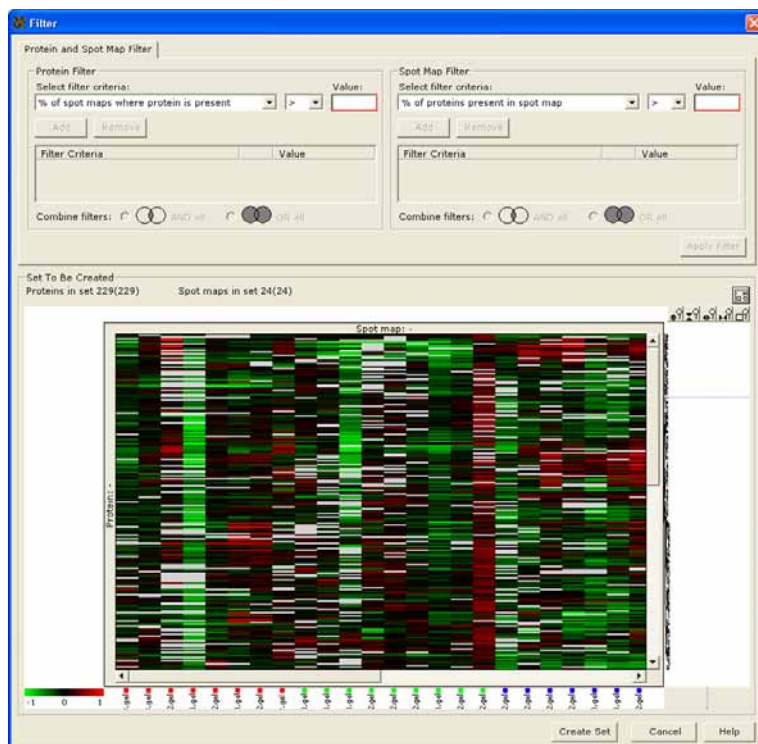 Filter
Protein and Spot Map Filter
Protein Filter
Select filter criteria: Value:
% of spot maps where protein is present >
Add Remove
Filter Criteria Value
Combine filters: AND all OR all
Spot Map Filter
Select filter criteria: Value:
% of proteins present in spot map >
Add Remove
Filter Criteria Value
Combine filters: AND all OR all
Apply Filter
Set To Be Created
Proteins in set 229(229) Spot maps in set 24(24)
Spot map: -
Protein: -
-1 0 1
Create Set Cancel Help